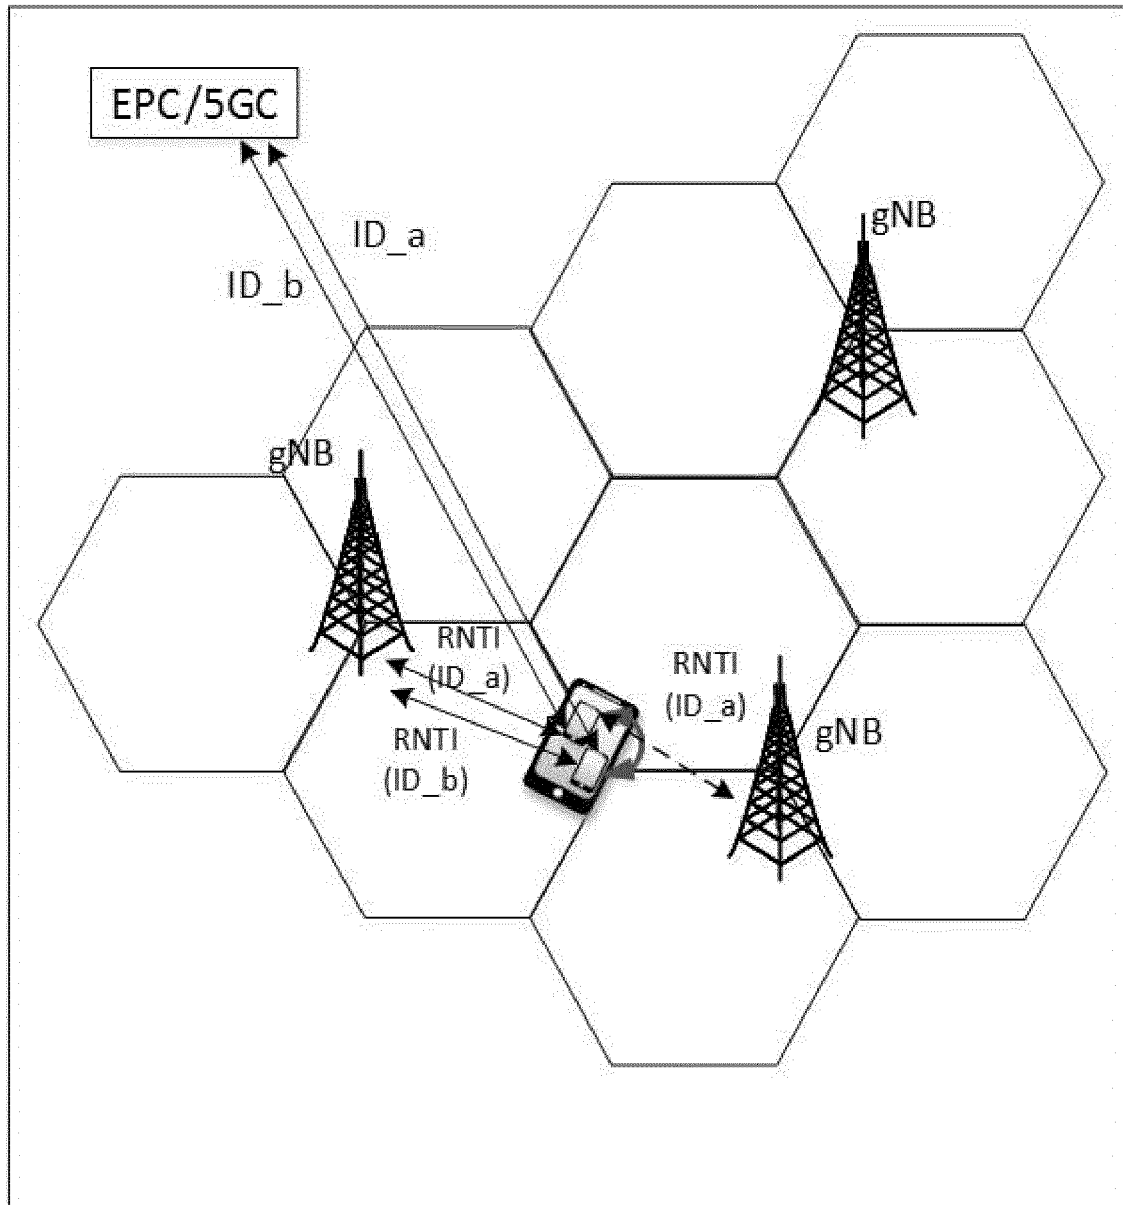 EPC/5GC
gNB
ID_a
ID_b
gNB
RNTI
(ID_a)
RNTI
(ID_a)
RNTI
(ID_b)
gNB